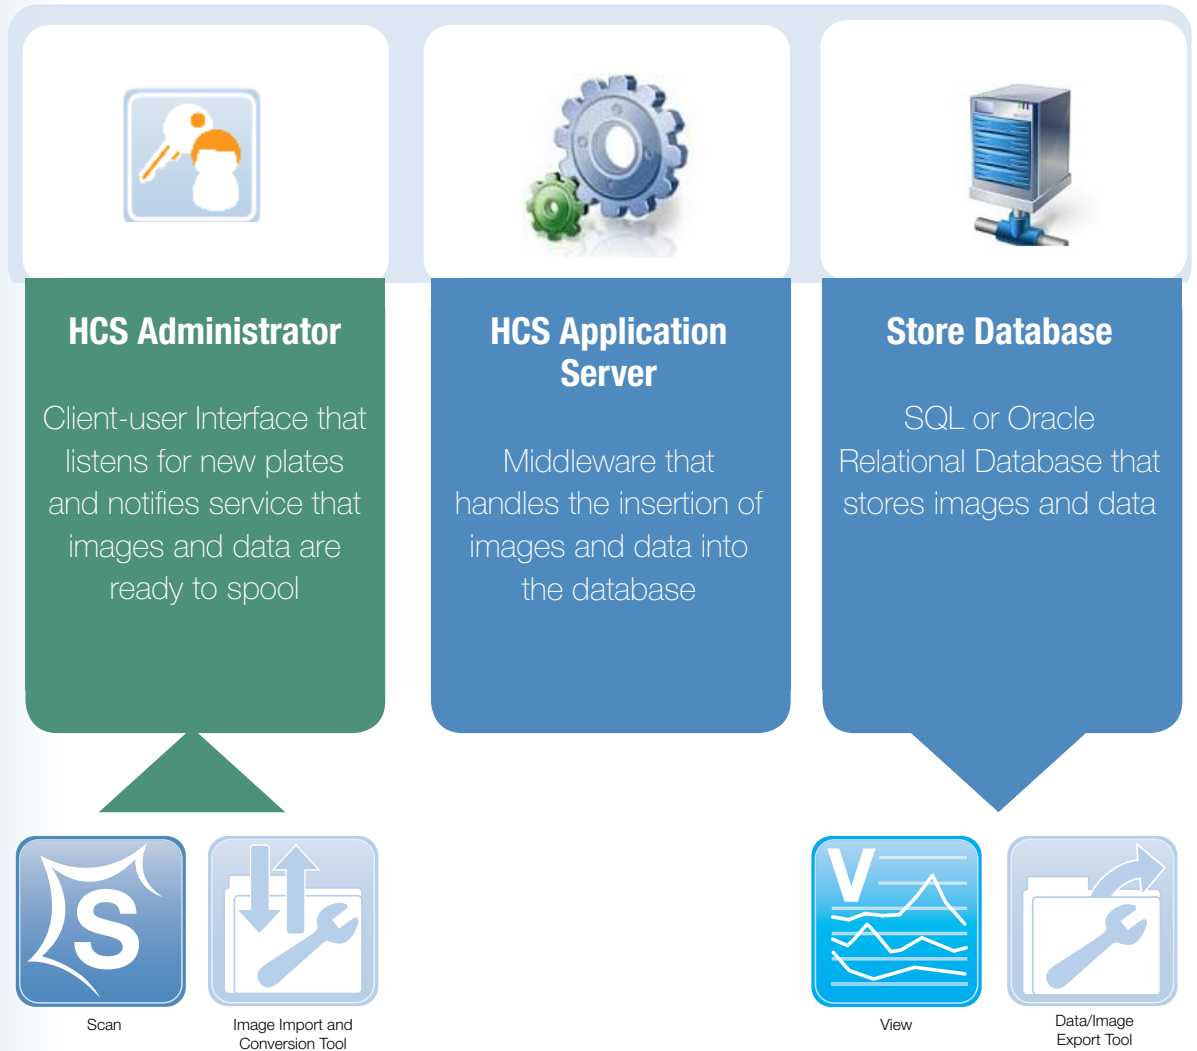 HCS Administrator
Client-user Interface that
listens for new plates
and notifies service that
images and data are
ready to spool
HCS Application
Server
Middleware that
handles the insertion of
images and data into
the database
Store Database
SQL or Oracle
Relational Database that
stores images and data
S
Scan
Image Import and
Conversion Tool
V
View
Data/Image
Export Tool